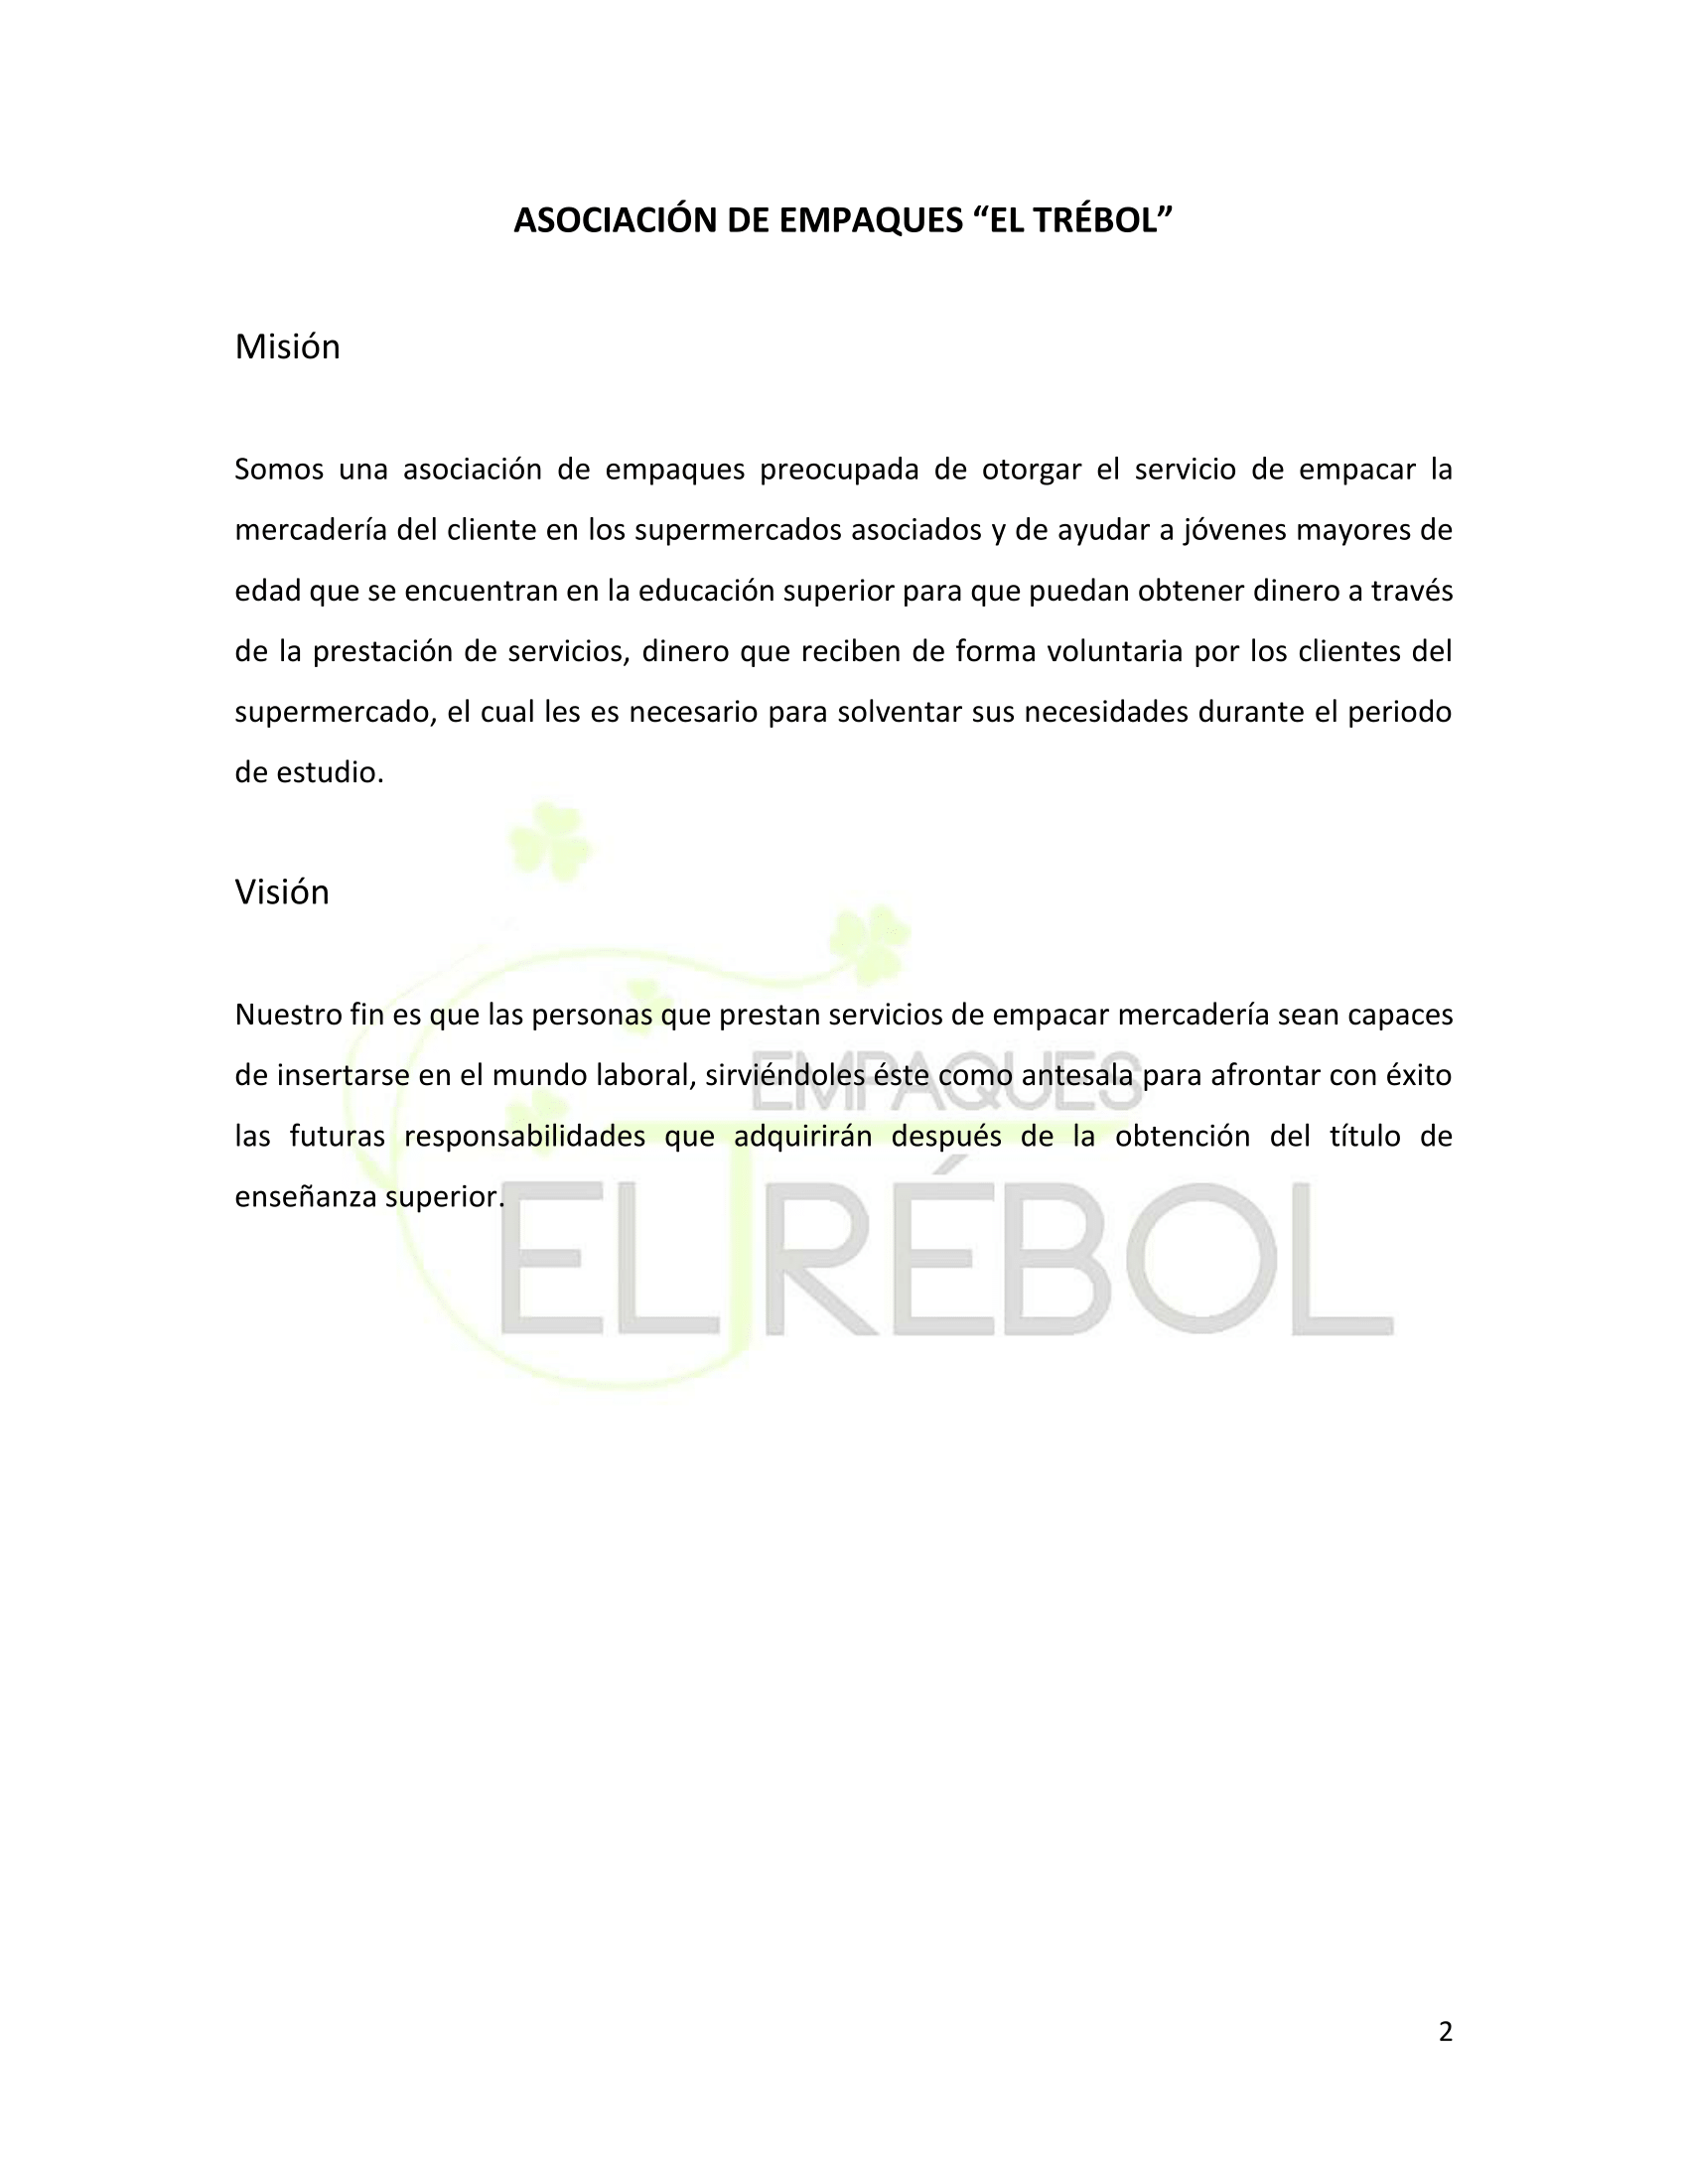 ASOCIACIÓN DE EMPAQUES “EL TRÉBOL”
Misión
Somos una asociación de empaques preocupada de otorgar el servicio de empacar la
mercadería del cliente en los supermercados asociados y de ayudar a jóvenes mayores de
edad que se encuentran en la educación superior para que puedan obtener dinero a través
de la prestación de servicios, dinero que reciben de forma voluntaria por los clientes del
supermercado, el cual les es necesario para solventar sus necesidades durante el periodo
de estudio.
Visión
Nuestro fin es que las personas que prestan servicios de empacar mercadería sean capaces
de insertarse en el mundo laboral, sirviéndoles éste como antesala para afrontar con éxito
las futuras responsabilidades que adquirirán después de la obtención del título de
enseñanza superior.
EMPAQUES
EL TRÉBOL
2